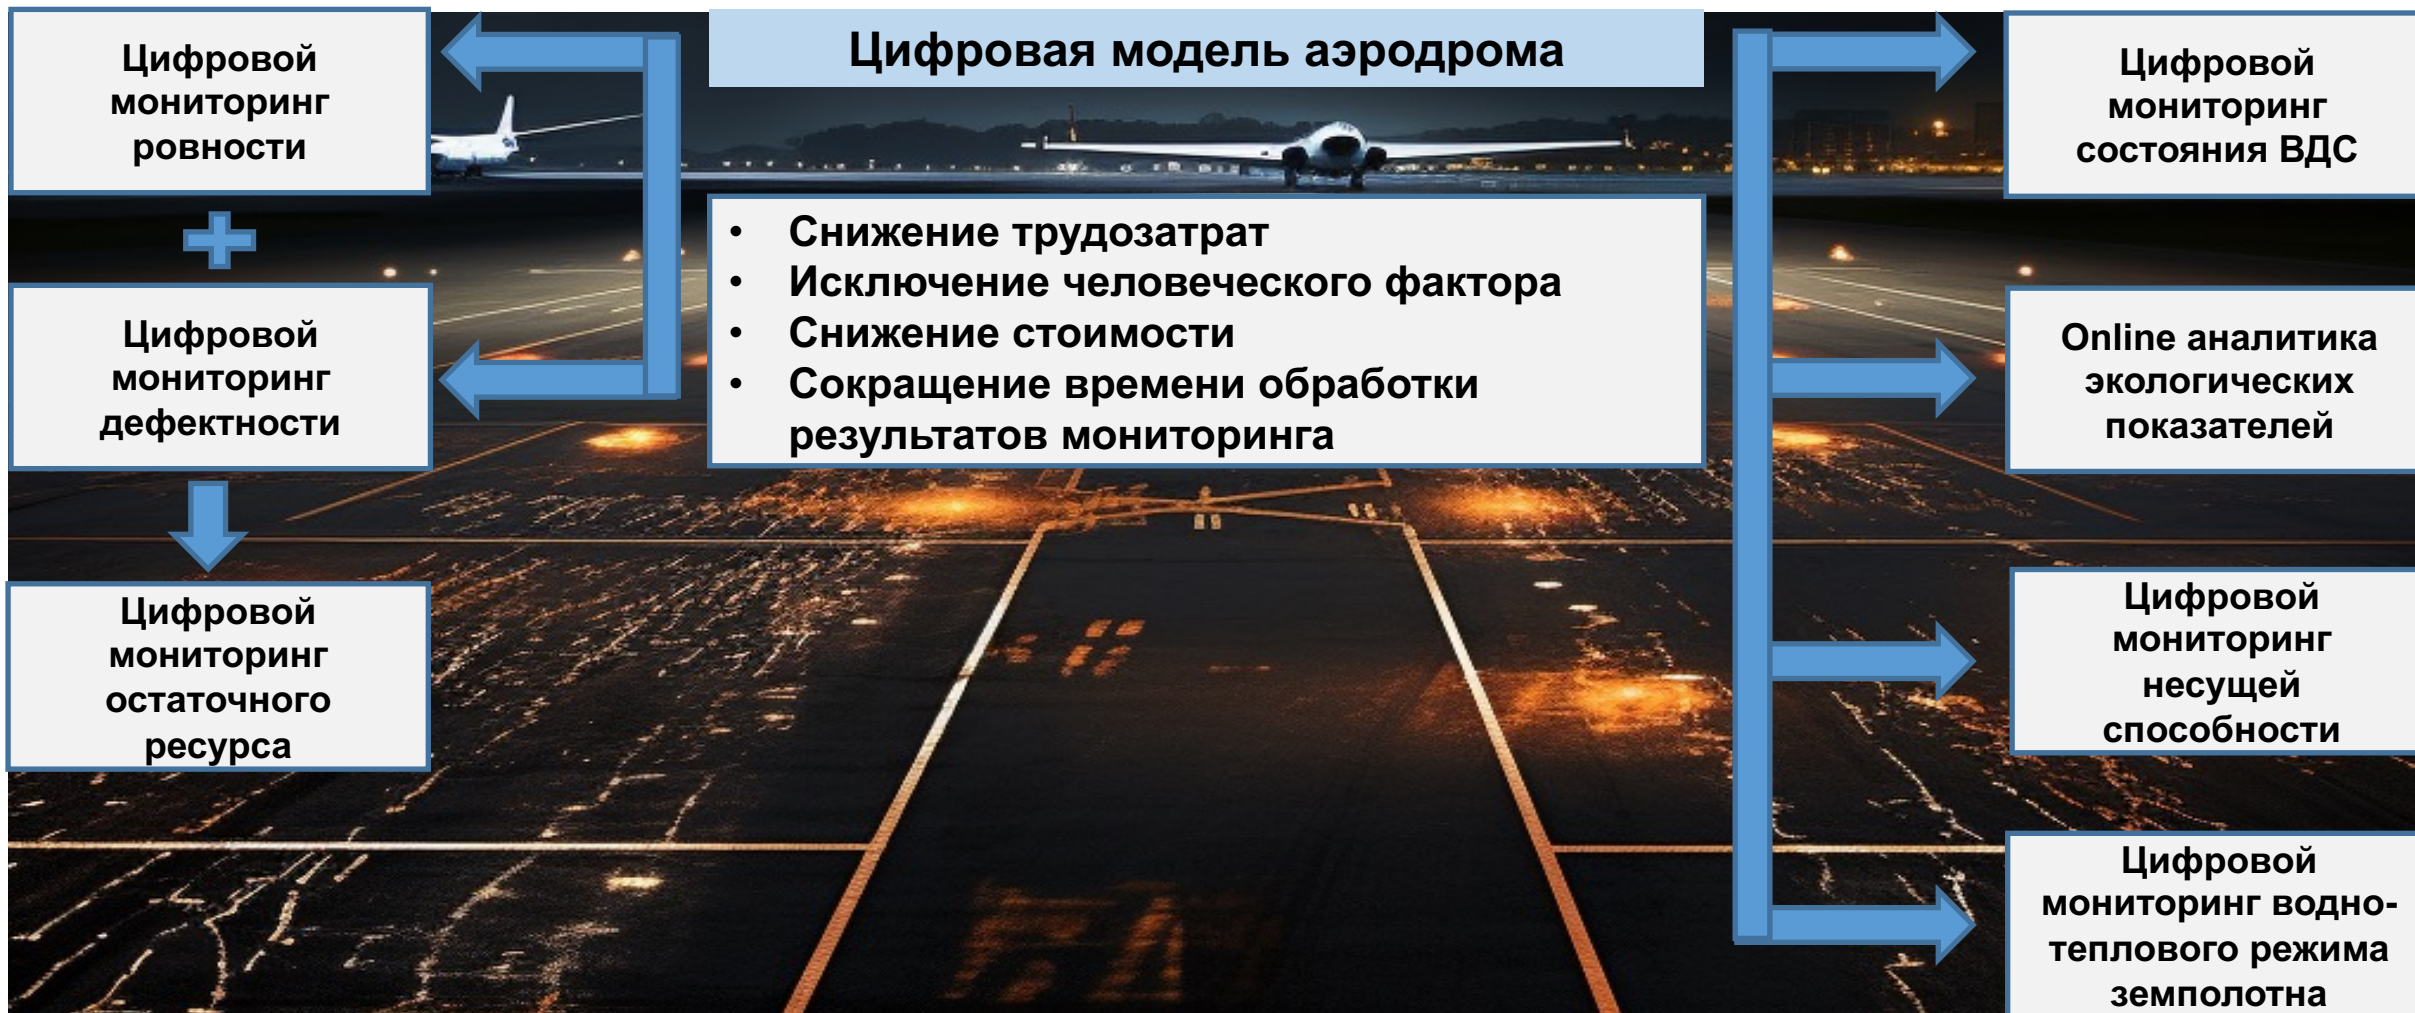 Цифровая модель аэродрома
Цифровой
мониторинг
ровности
Цифровой
мониторинг
дефектности
Цифровой
мониторинг
остаточного
ресурса
• Снижение трудозатрат
• Исключение человеческого фактора
• Снижение стоимости
• Сокращение времени обработки
результатов мониторинга
Цифровой
мониторинг
состояния ВДС
Online аналитика
экологических
показателей
Цифровой
мониторинг
несущей
способности
Цифровой
мониторинг водно-
теплового режима
земполотна